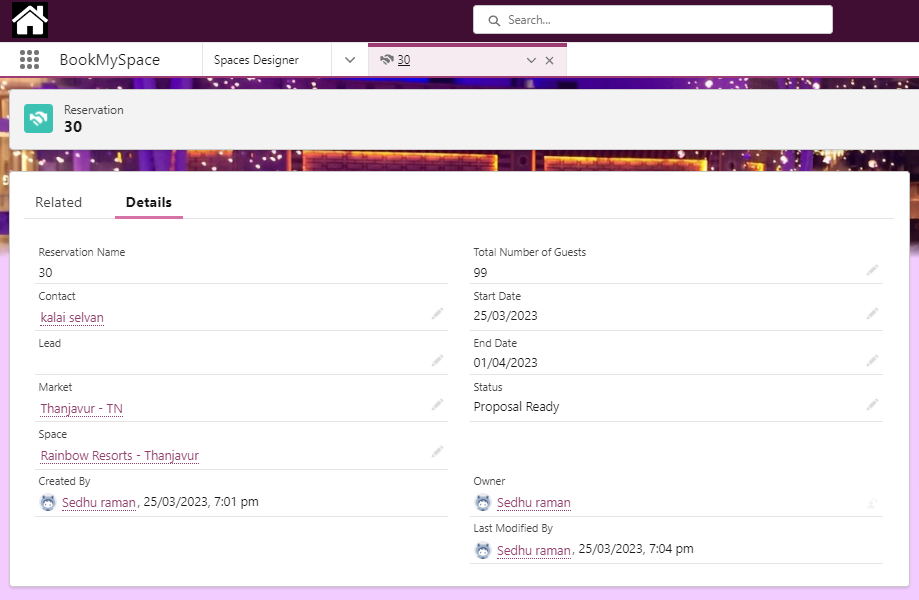 Search...
BookMySpace
Spaces Designer
30
Reservation
30
Related
Details
Reservation Name
30
Total Number of Guests
99
Contact
kalai selvan
Start Date
25/03/2023
Lead
End Date
01/04/2023
Market
Thanjavur - TN
Status
Proposal Ready
Space
Rainbow Resorts - Thanjavur
Created By
Sedhu raman, 25/03/2023, 7:01 pm
Owner
Sedhu raman
Last Modified By
Sedhu raman, 25/03/2023, 7:04 pm